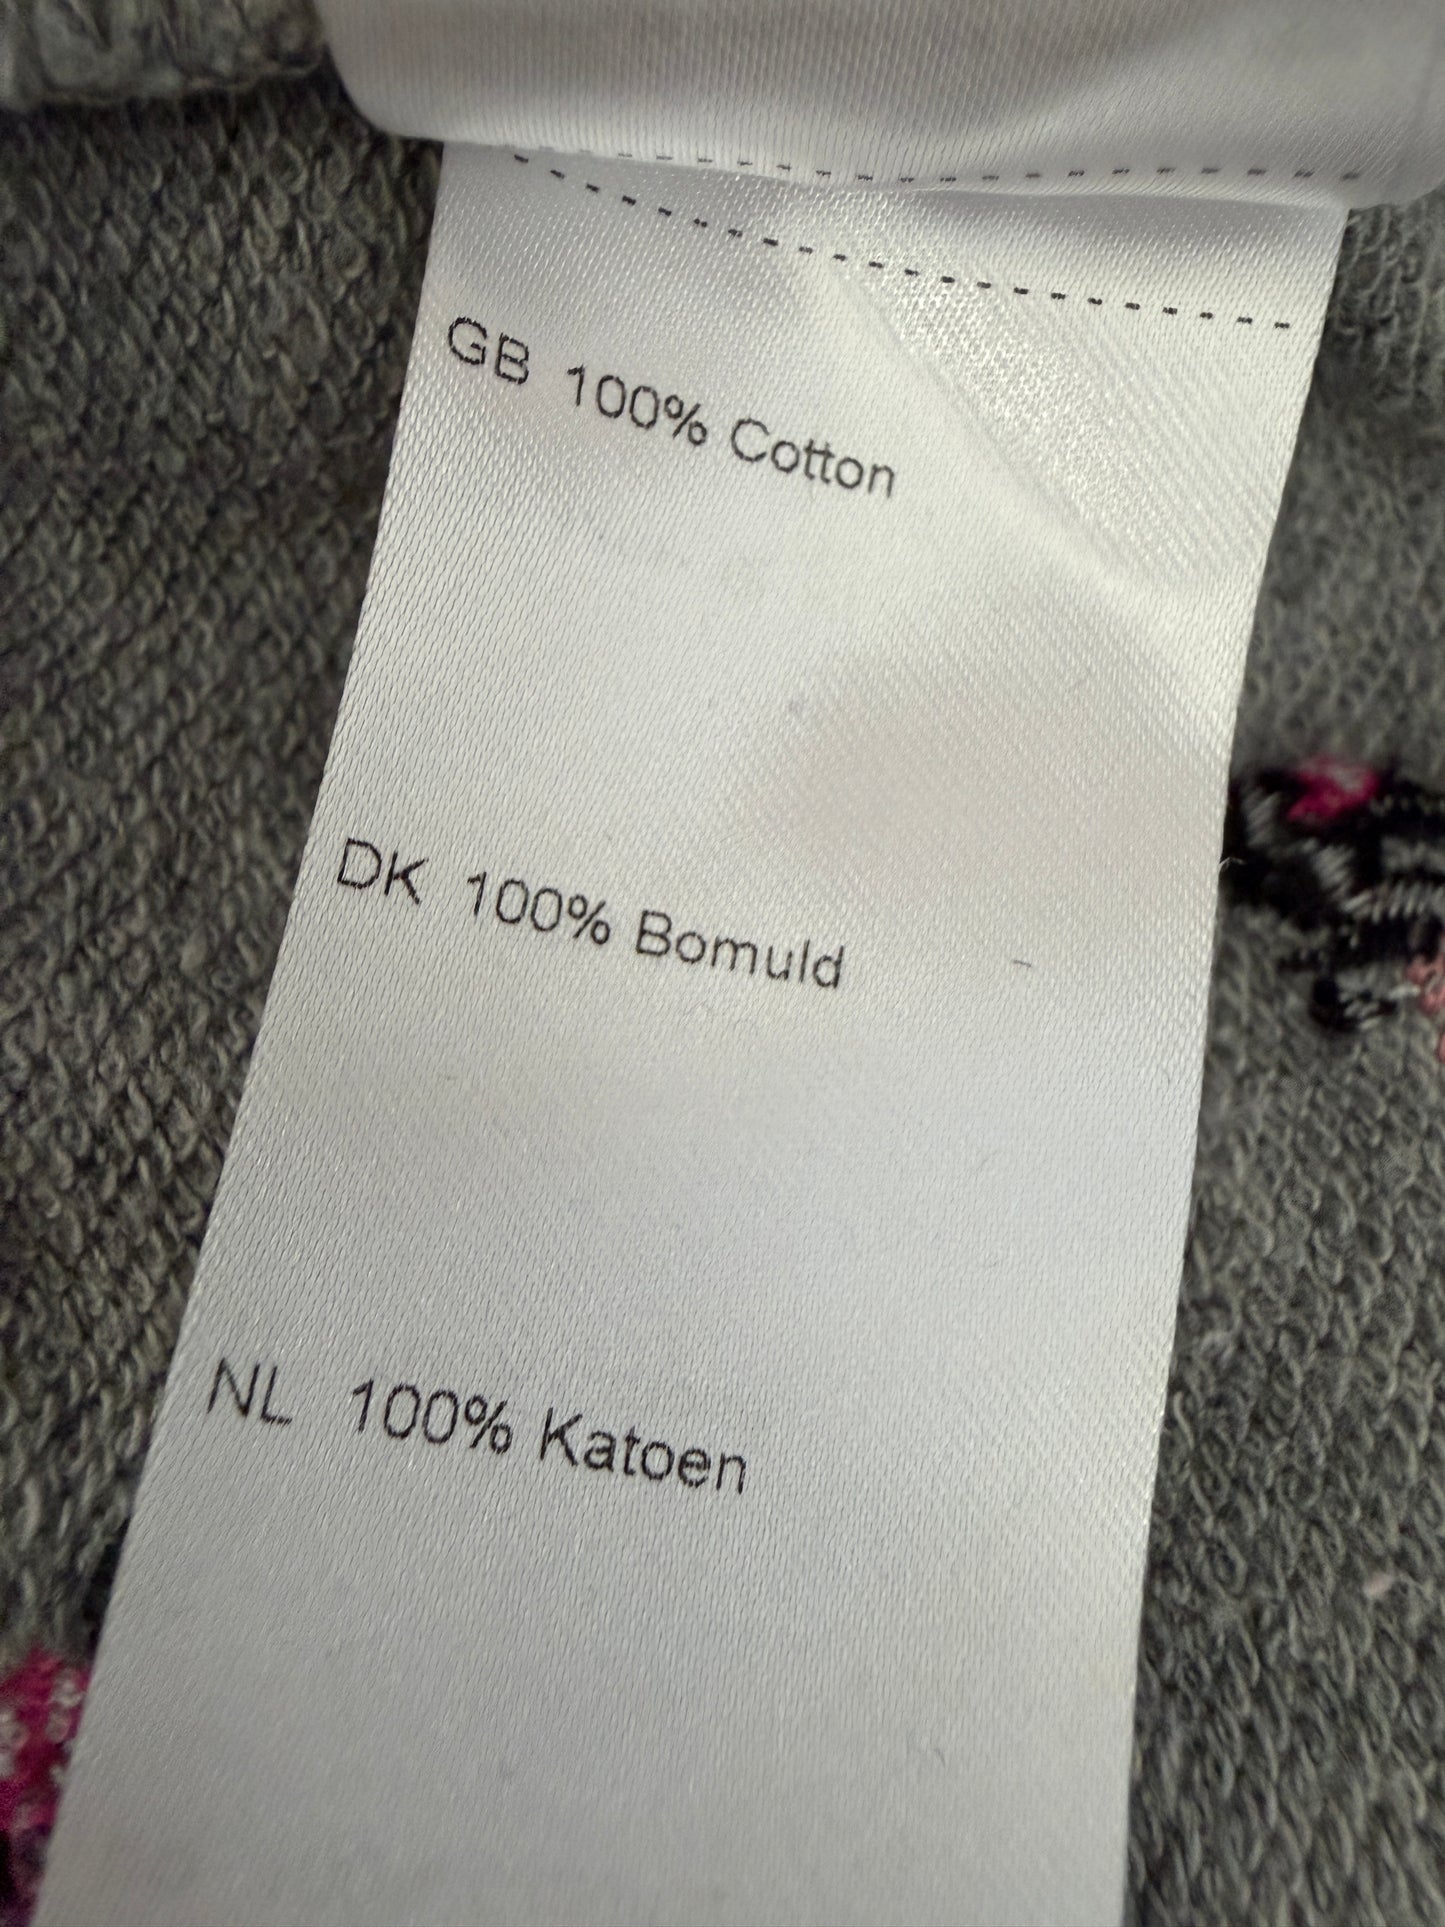 GB 100% Cotton
DK 100% Bomuld
NL 100% Katoen